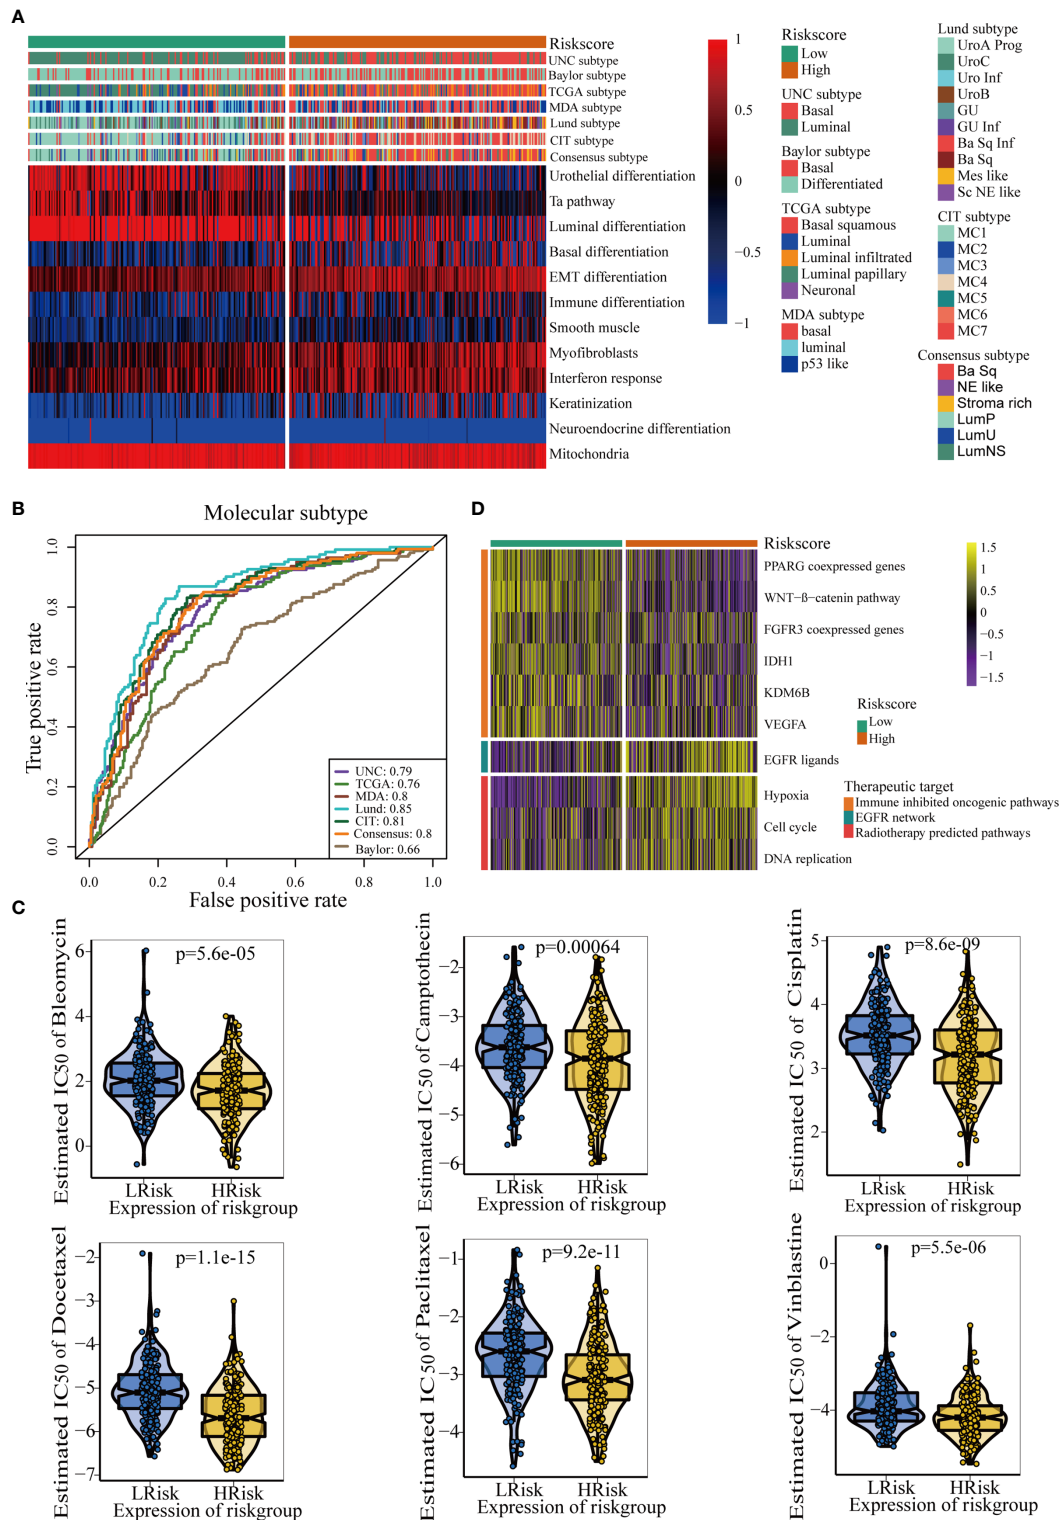 A
Riskscore
UNC subtype
Baylor subtype
TCGA subtype
MDA subtype
Lund subtype
CIT subtype
Consensus subtype
Urothelial differentiation
Ta pathway
Luminal differentiation
Basal differentiation
EMT differentiation
Immune differentiation
Smooth muscle
Myofibroblasts
Interferon response
Keratinization
Neuroendocrine differentiation
Mitochondria
1
0.5
0
−0.5
−1
Riskscore
Low
High
UNC subtype
Basal
Luminal
Baylor subtype
Basal
Differentiated
TCGA subtype
Basal squamous
Luminal
Luminal infiltrated
Luminal papillary
Neuronal
MDA subtype
basal
luminal
p53 like
Lund subtype
UroA Prog
UroC
Uro Inf
UroB
GU
GU Inf
Ba Sq Inf
Ba Sq
Mes like
Sc NE like
CIT subtype
MC1
MC2
MC3
MC4
MC5
MC6
MC7
Consensus subtype
Ba Sq
NE like
Stroma rich
LumP
LumU
LumNS
B
Molecular subtype
True positive rate
1.0
0.8
0.6
0.4
0.2
0.0
UNC: 0.79
TCGA: 0.76
MDA: 0.8
Lund: 0.85
CIT: 0.81
Consensus: 0.8
Baylor: 0.66
0.0 0.2 0.4 0.6 0.8 1.0
False positive rate
D
Riskscore
PPARG coexpressed genes
WNT−ß−catenin pathway
FGFR3 coexpressed genes
IDH1
KDM6B
VEGFA
EGFR ligands
Hypoxia
Cell cycle
DNA replication
1.5
1
0.5
0
−0.5
−1
−1.5
Riskscore
Low
High
Therapeutic target
Immune inhibited oncogenic pathways
EGFR network
Radiotherapy predicted pathways
C
Estimated IC50 of Bleomycin
6
4
2
0
p=5.6e-05
LRisk HRisk
Expression of riskgroup
Estimated IC50 of Camptothecin
−2
−3
−4
−5
−6
p=0.00064
LRisk HRisk
Expression of riskgroup
Estimated IC50 of Cisplatin
5
4
3
2
p=8.6e-09
LRisk HRisk
Expression of riskgroup
Estimated IC50 of Docetaxel
−2
−3
−4
−5
−6
−7
p=1.1e-15
LRisk HRisk
Expression of riskgroup
Estimated IC50 of Paclitaxel
−1
−2
−3
−4
p=9.2e-11
LRisk HRisk
Expression of riskgroup
Estimated IC50 of Vinblastine
0
−2
−4
p=5.5e-06
LRisk HRisk
Expression of riskgroup